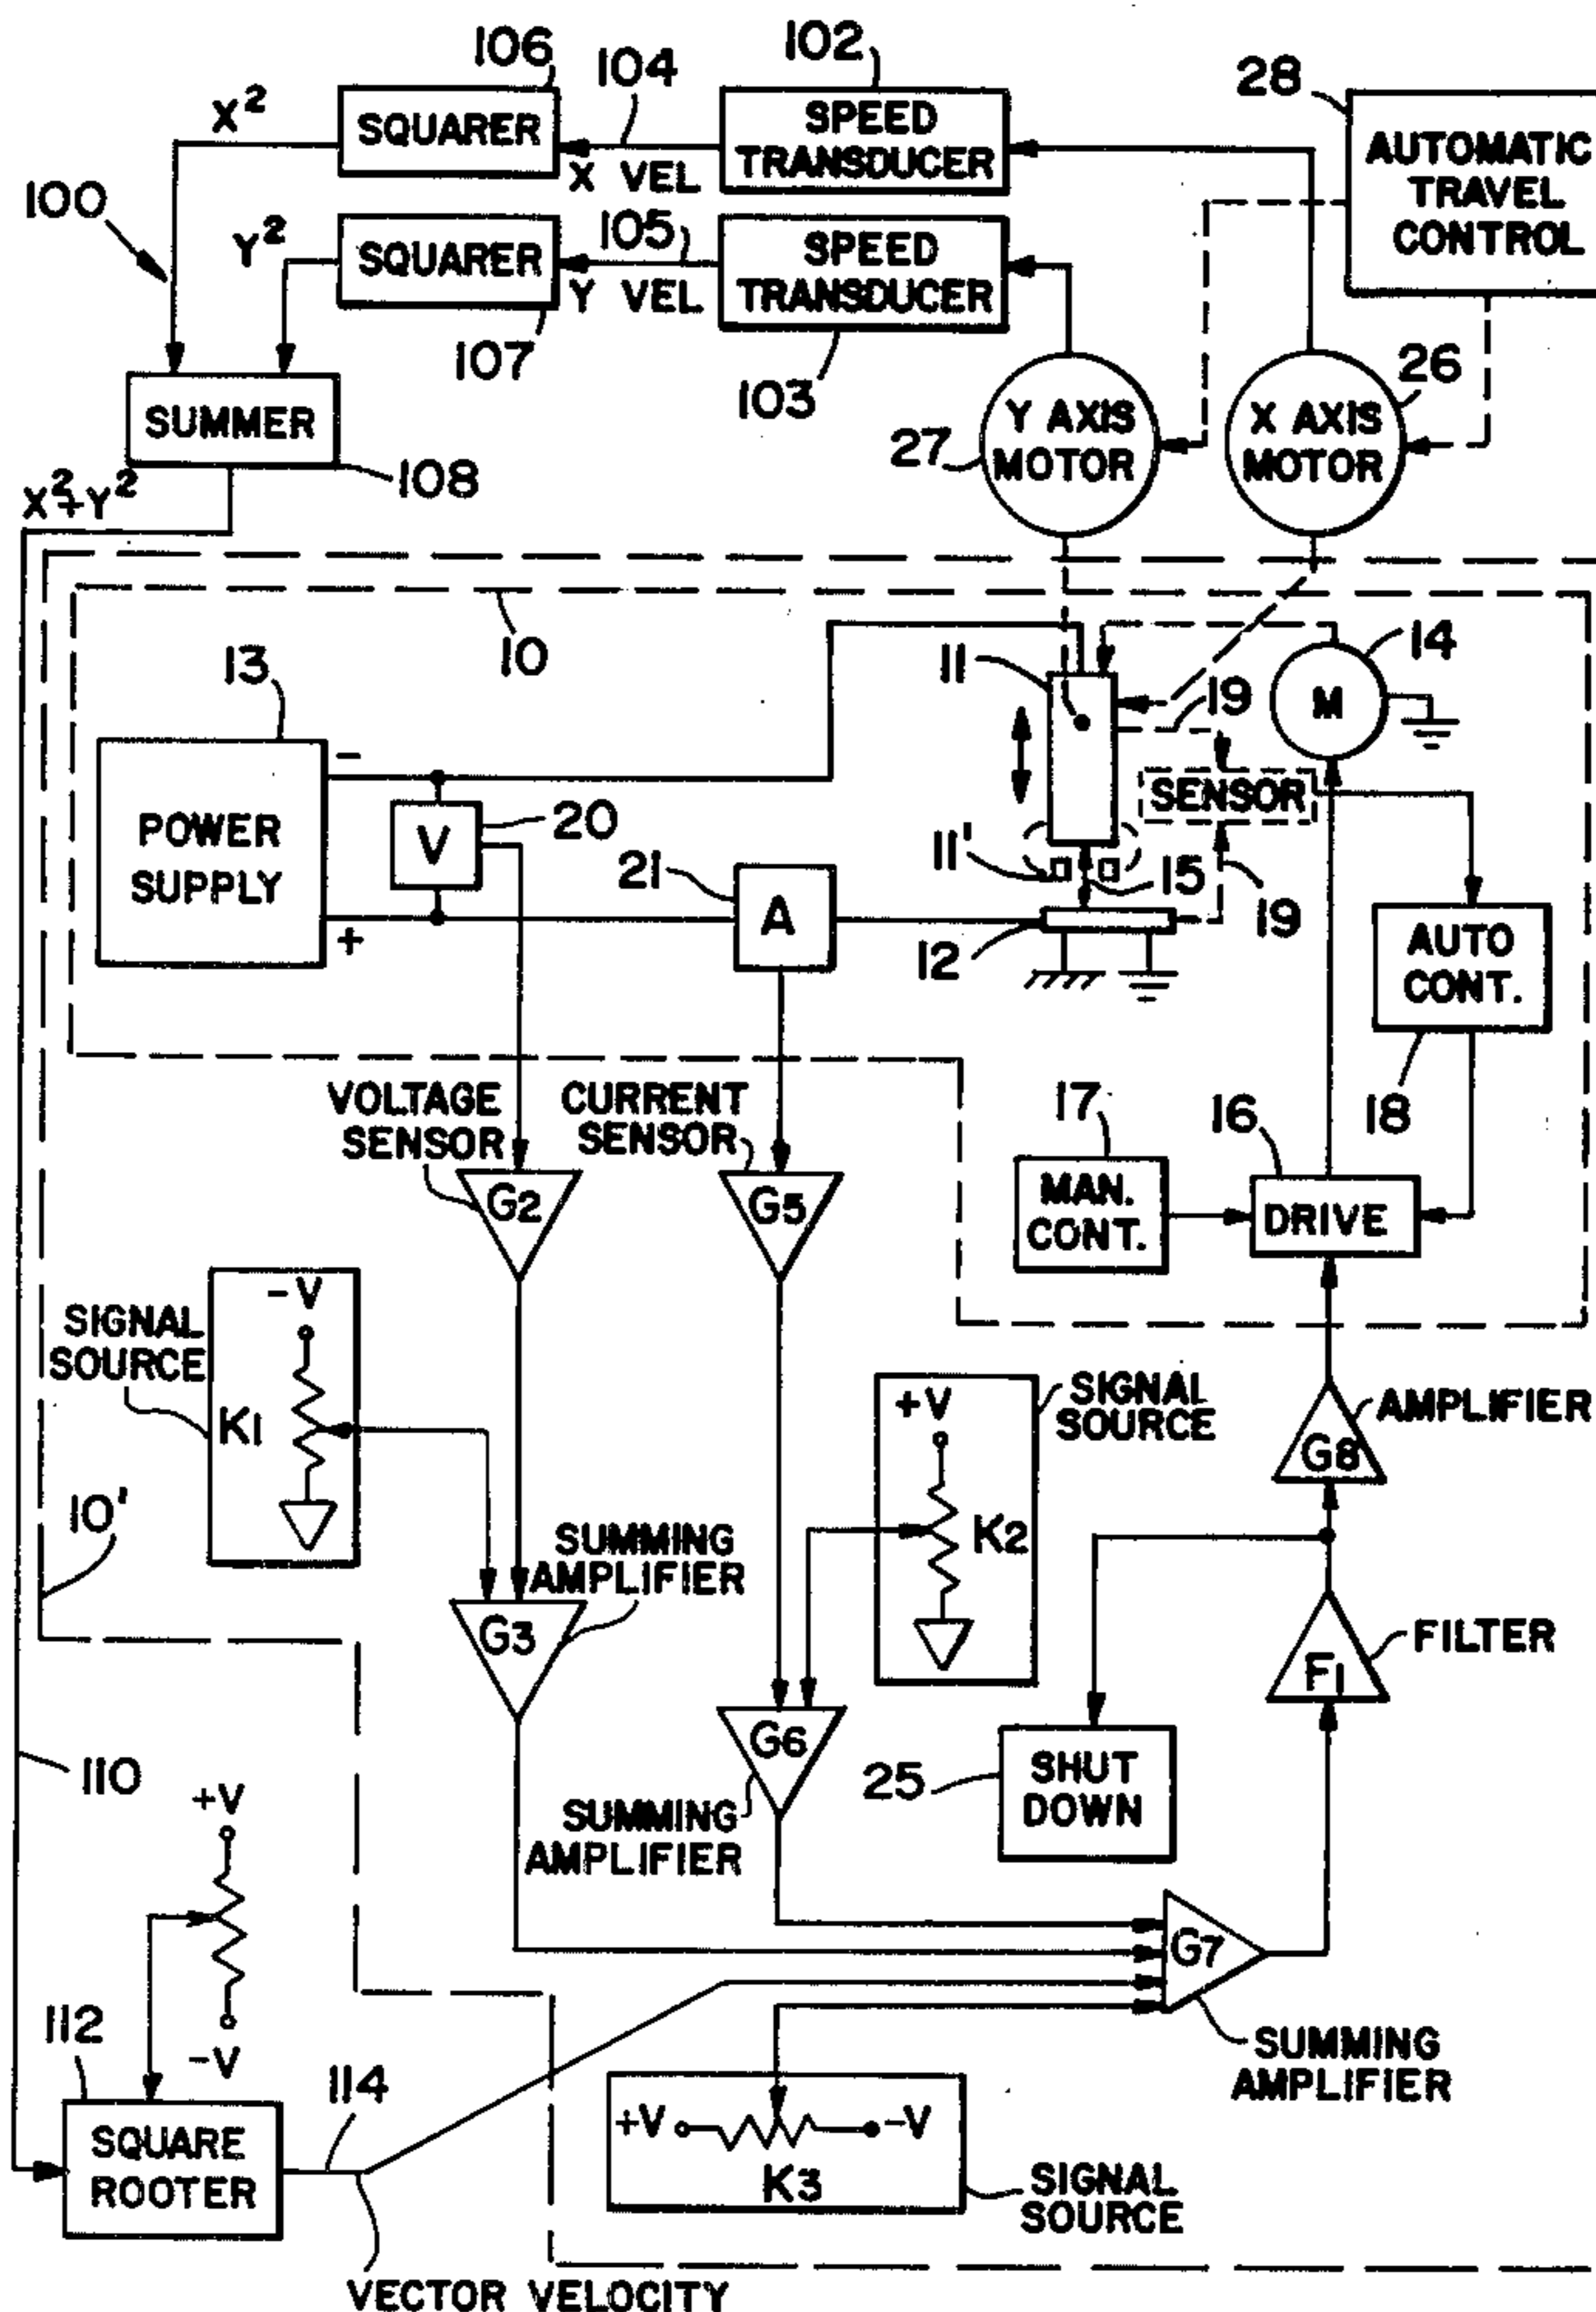 106
104
102
28
X²
SQUARER
SPEED
TRANSDUCER
AUTOMATIC
TRAVEL
CONTROL
X VEL
100
Y²
SQUARER
105
SPEED
TRANSDUCER
Y VEL
107
103
26
SUMMER
108
27
Y AXIS
MOTOR
X AXIS
MOTOR
X²+Y²
10
13
11
14
M
19
−
POWER
SUPPLY
V
20
SENSOR
11'
15
21
A
19
+
12
AUTO
CONT.
VOLTAGE
SENSOR
CURRENT
SENSOR
17
16
18
G2
G5
MAN.
CONT.
DRIVE
−V
SIGNAL
SOURCE
K1
+V
SIGNAL
SOURCE
AMPLIFIER
G8
10'
SUMMING
AMPLIFIER
K2
G3
FILTER
F1
G6
25
SHUT
DOWN
110
+V
SUMMING
AMPLIFIER
G7
112
−V
SUMMING
AMPLIFIER
114
SQUARE
ROOTER
+V
−V
K3
SIGNAL
SOURCE
VECTOR VELOCITY